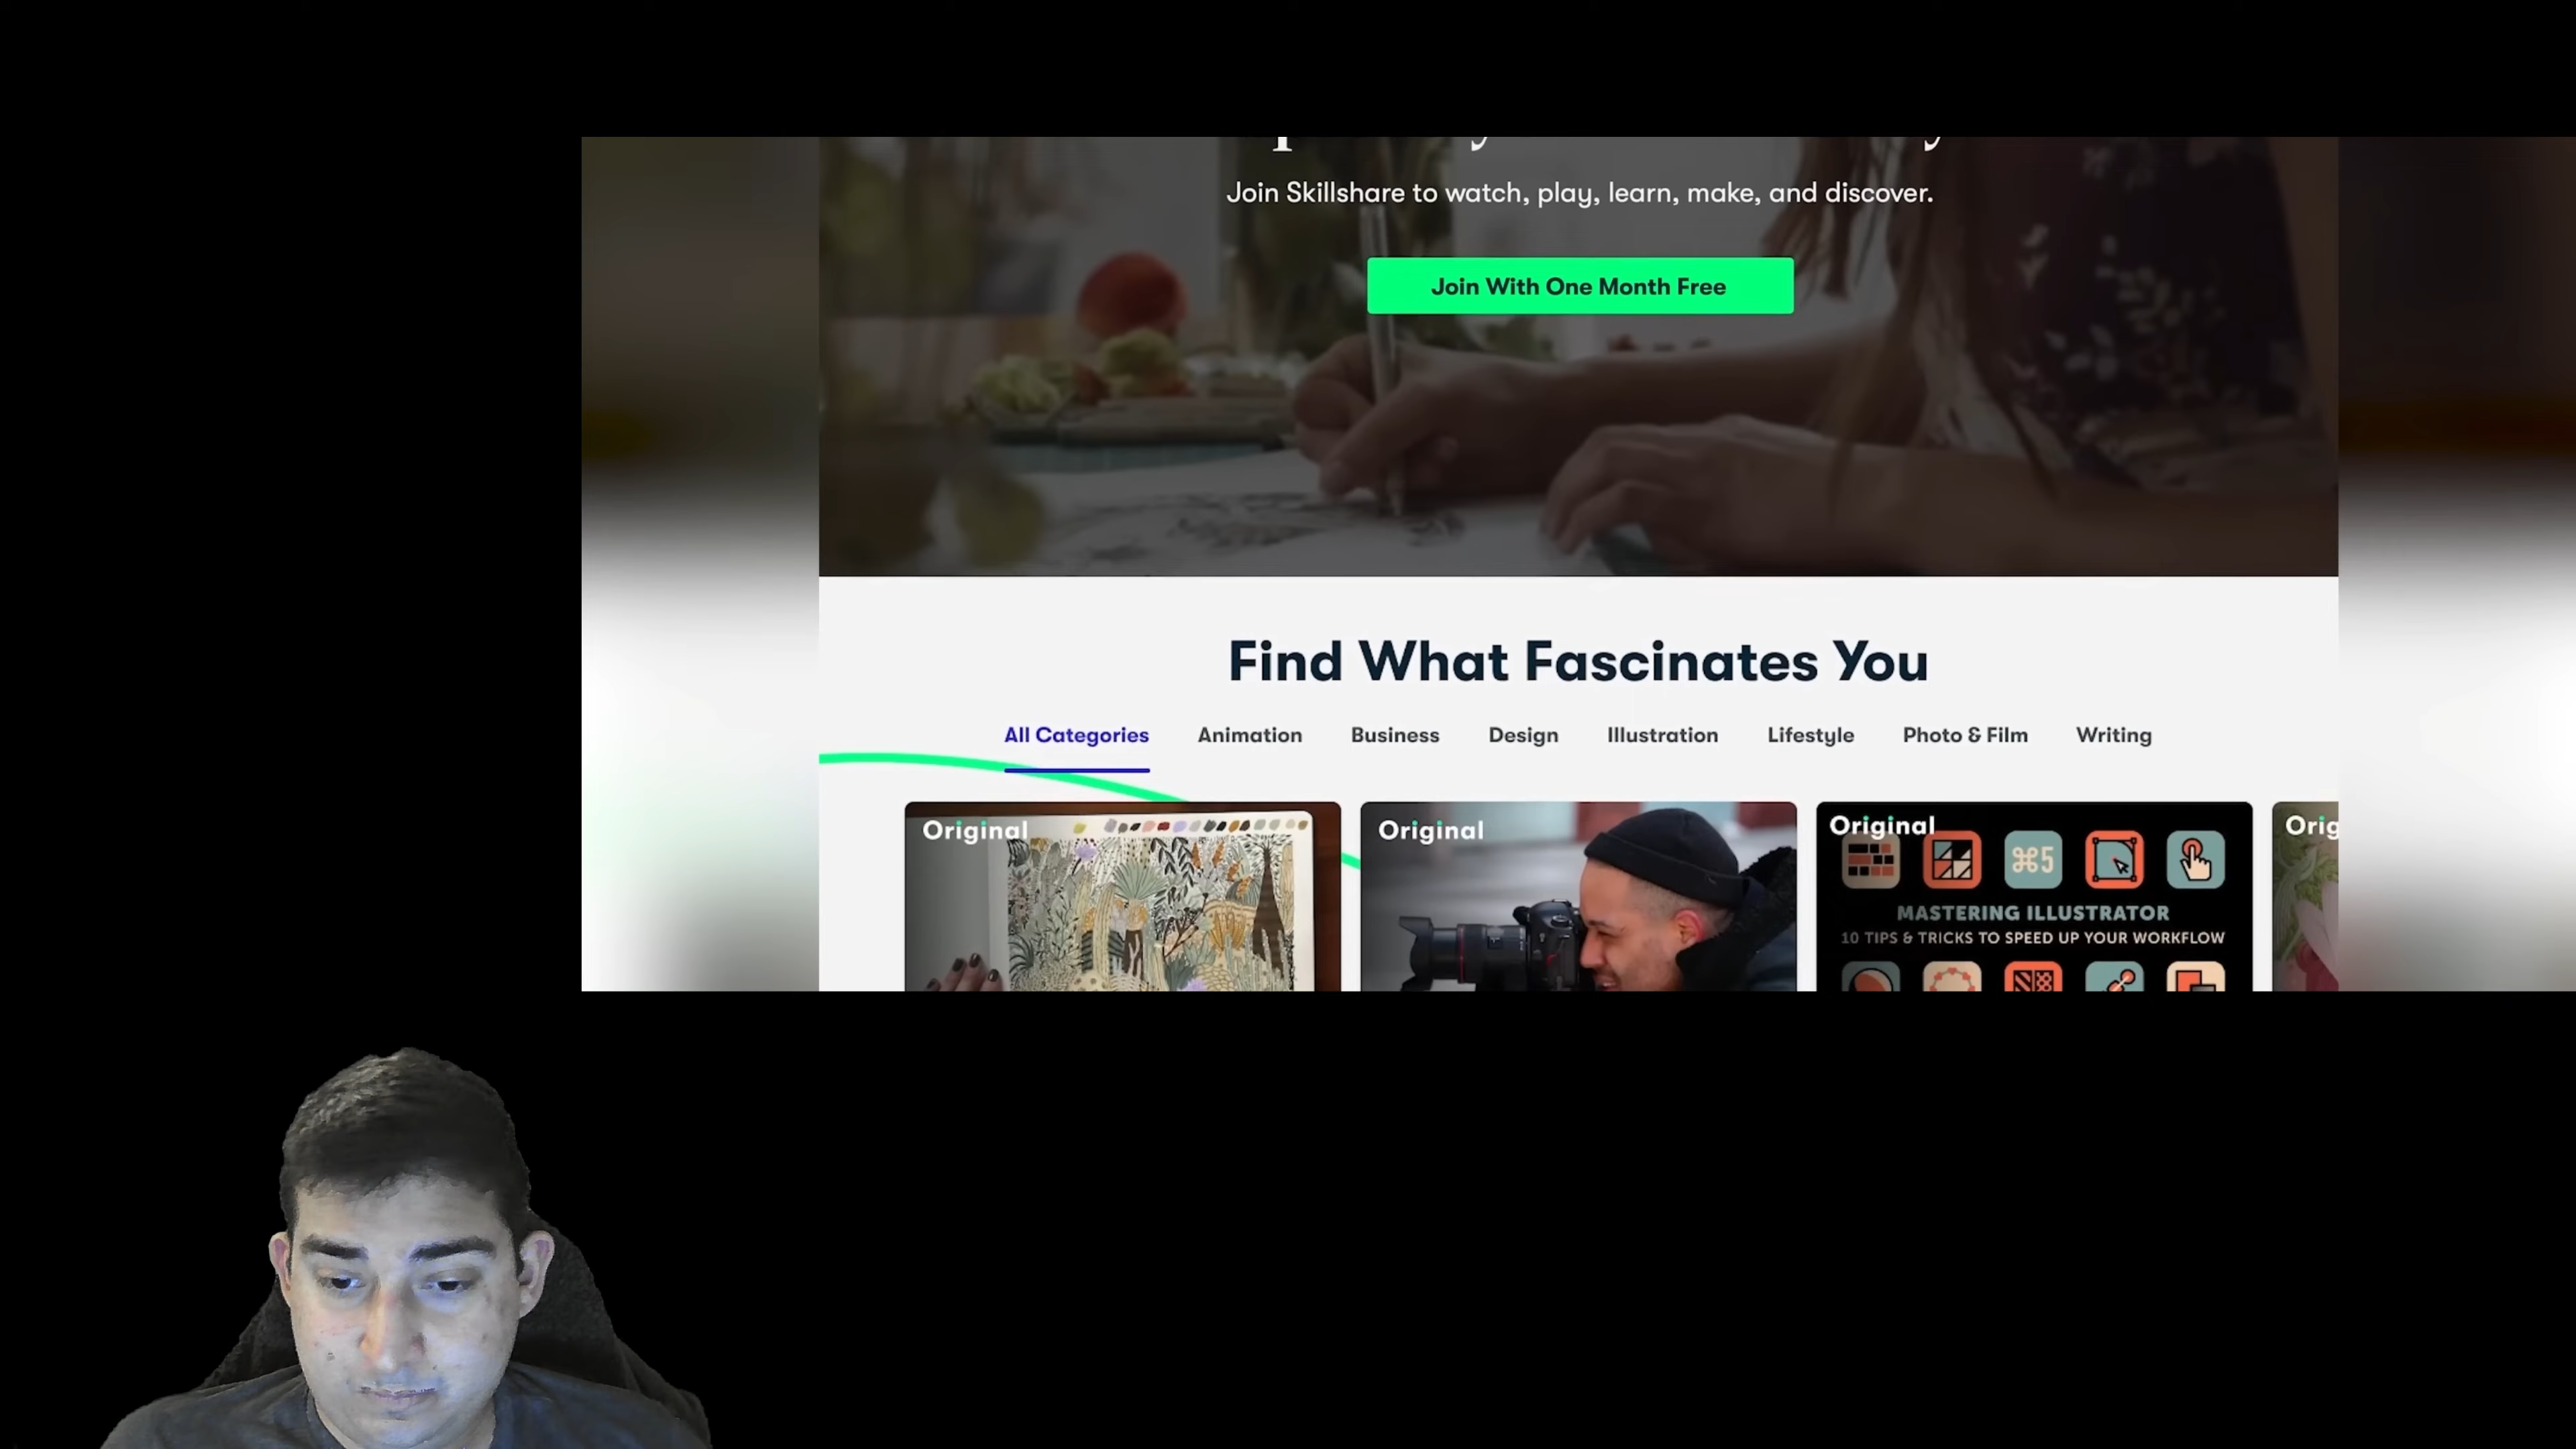 Join Skillshare to watch, play, learn, make, and discover.
Join With One Month Free
Find What Fascinates You
All Categories Animation Business Design Illustration Lifestyle Photo & Film Writing
Original Original Original
⌘5
MASTERING ILLUSTRATOR
10 TIPS & TRICKS TO SPEED UP YOUR WORKFLOW